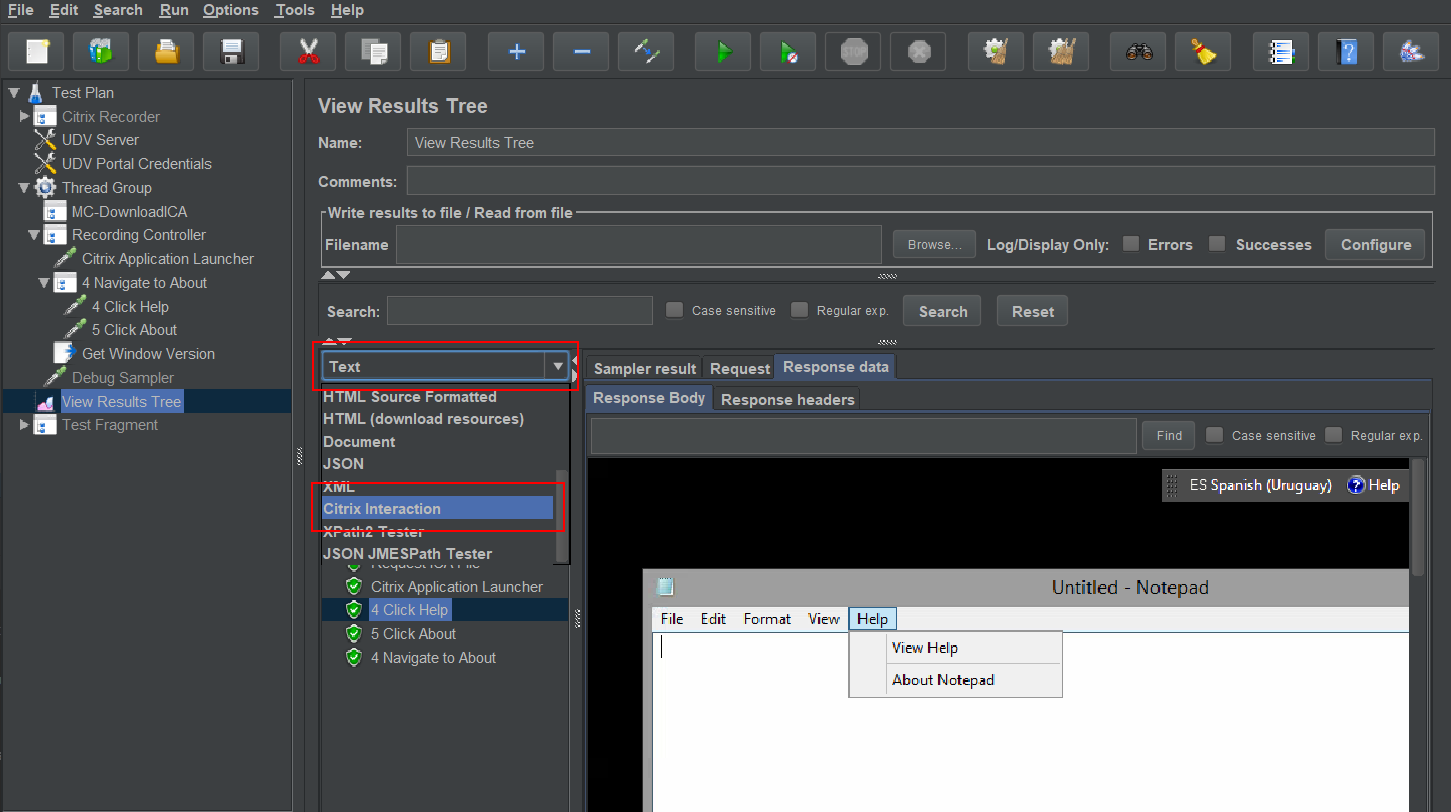 File Edit Search Run Options Tools Help
STOP
Test Plan
Citrix Recorder
UDV Server
UDV Portal Credentials
Thread Group
MC-DownloadICA
Recording Controller
Citrix Application Launcher
4 Navigate to About
4 Click Help
5 Click About
Get Window Version
Debug Sampler
View Results Tree
Test Fragment
View Results Tree
Name: View Results Tree
Comments:
Write results to file / Read from file
Filename Browse... Log/Display Only: Errors Successes Configure
Search: Case sensitive Regular exp. Search Reset
Text
HTML Source Formatted
HTML (download resources)
Document
JSON
XML
Citrix Interaction
XPath2 Tester
JSON JMESPath Tester
Request ICA File
Citrix Application Launcher
4 Click Help
5 Click About
4 Navigate to About
Sampler result Request Response data
Response Body Response headers
Find Case sensitive Regular exp.
ES Spanish (Uruguay) ? Help
Untitled - Notepad
File Edit Format View Help
View Help
About Notepad